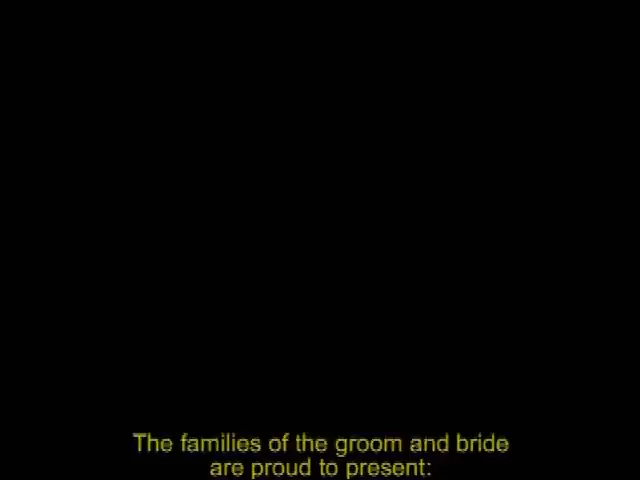 The families of the groom and bride
are proud to present: